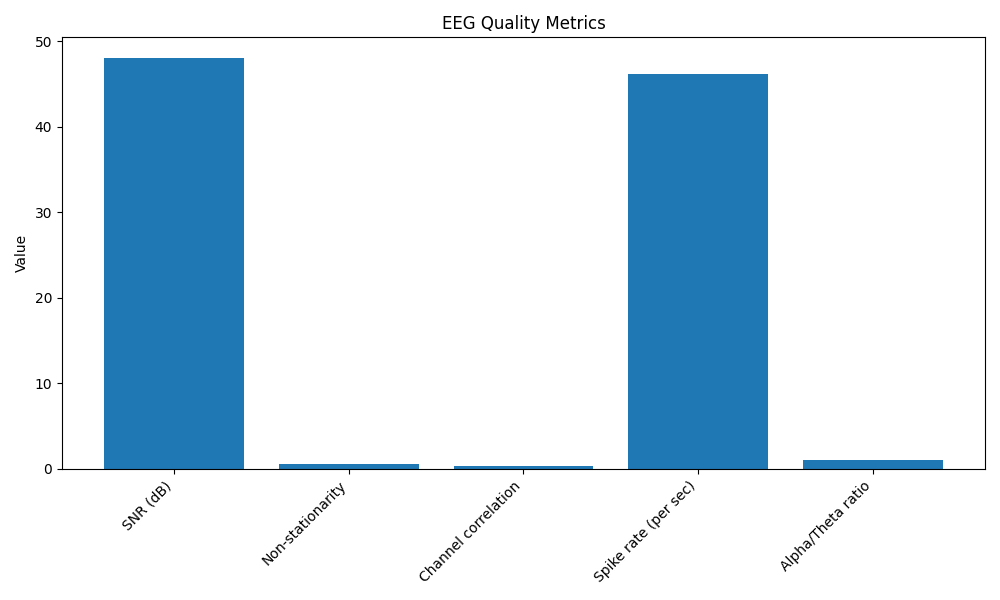 EEG Quality Metrics
50
40
30
20
10
0
Value
SNR (dB)
Non-stationarity
Channel correlation
Spike rate (per sec)
Alpha/Theta ratio